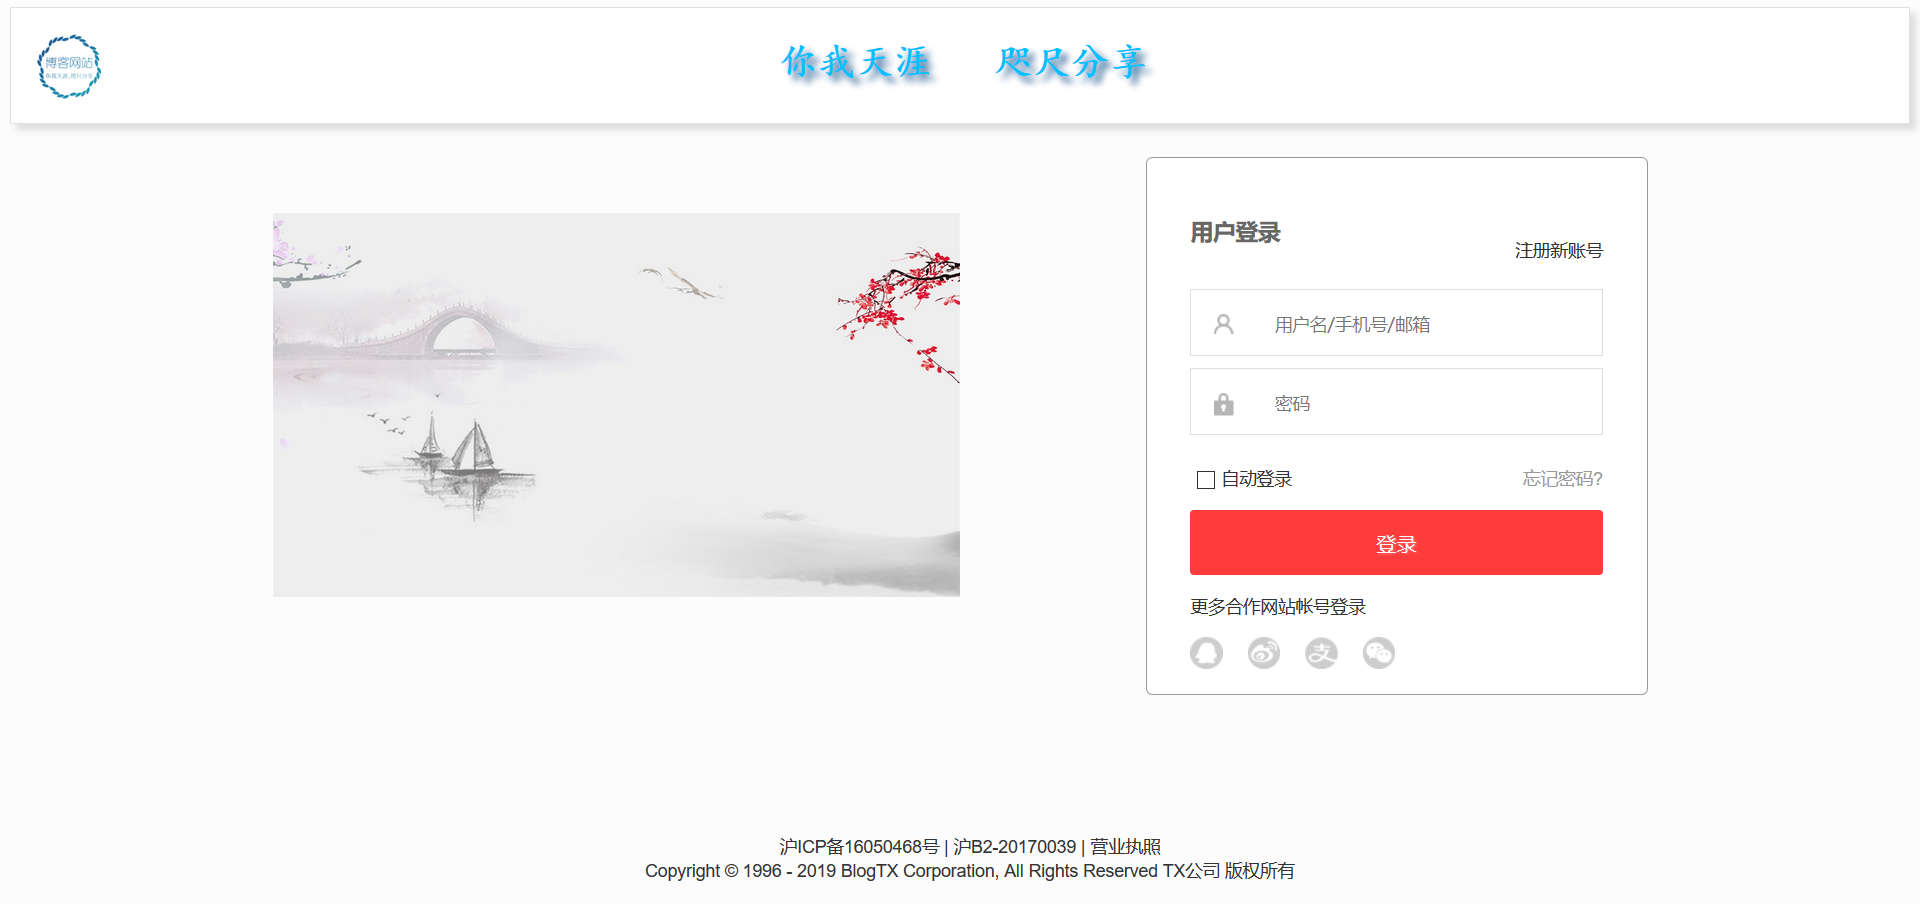 博客网站
你我天涯,咫尺分享
你我天涯 咫尺分享
用户登录
注册新账号
用户名/手机号/邮箱
密码
自动登录
忘记密码?
登录
更多合作网站帐号登录
沪ICP备16050468号 | 沪B2-20170039 | 营业执照
Copyright © 1996 - 2019 BlogTX Corporation, All Rights Reserved TX公司 版权所有